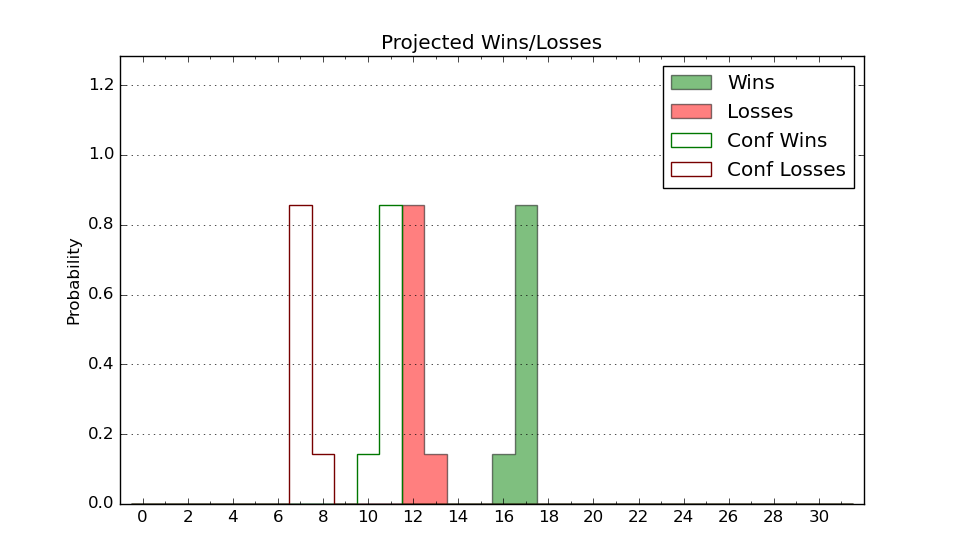 Projected Wins/Losses
Wins
Losses
Conf Wins
Conf Losses
Probability
1.2
1.0
0.8
0.6
0.4
0.2
0.0
0 2 4 6 8 10 12 14 16 18 20 22 24 26 28 30